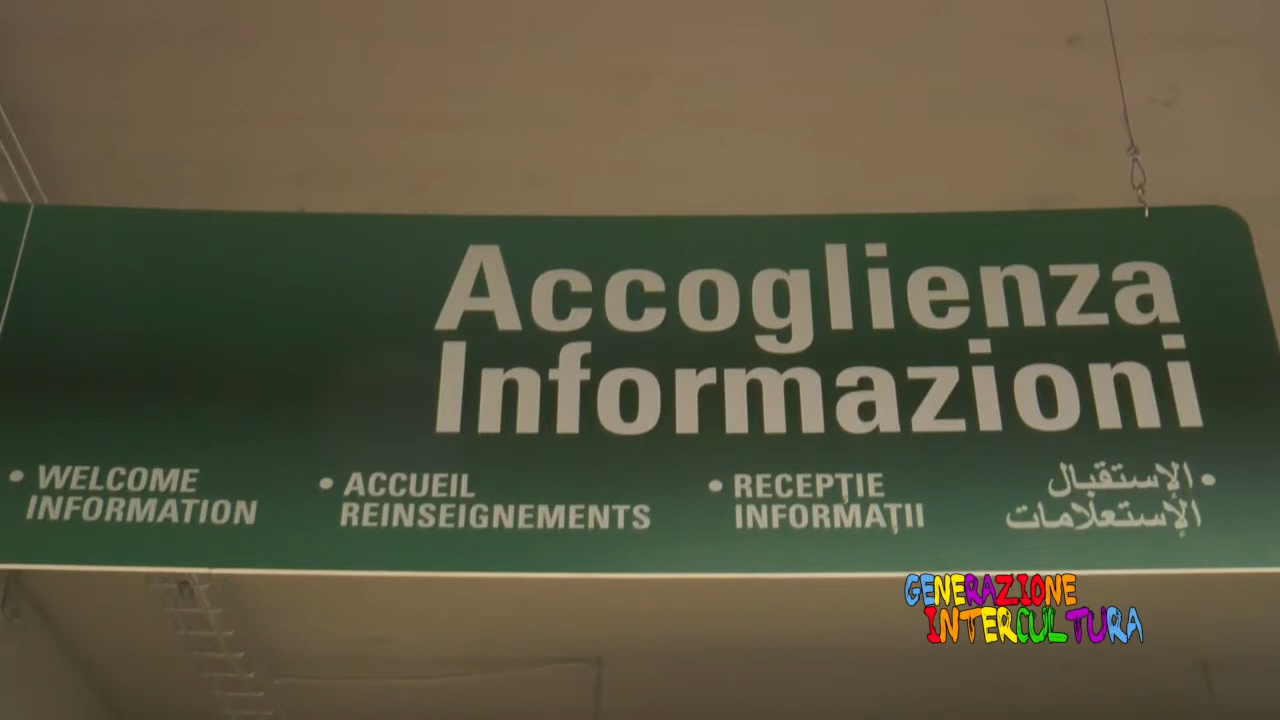 Accoglienza
Informazioni
• WELCOME
INFORMATION
• ACCUEIL
REINSEIGNEMENTS
• RECEPȚIE
INFORMAȚII
• الإستقبال
الإستعلامات
GENERAZIONE
INTERCULTURA